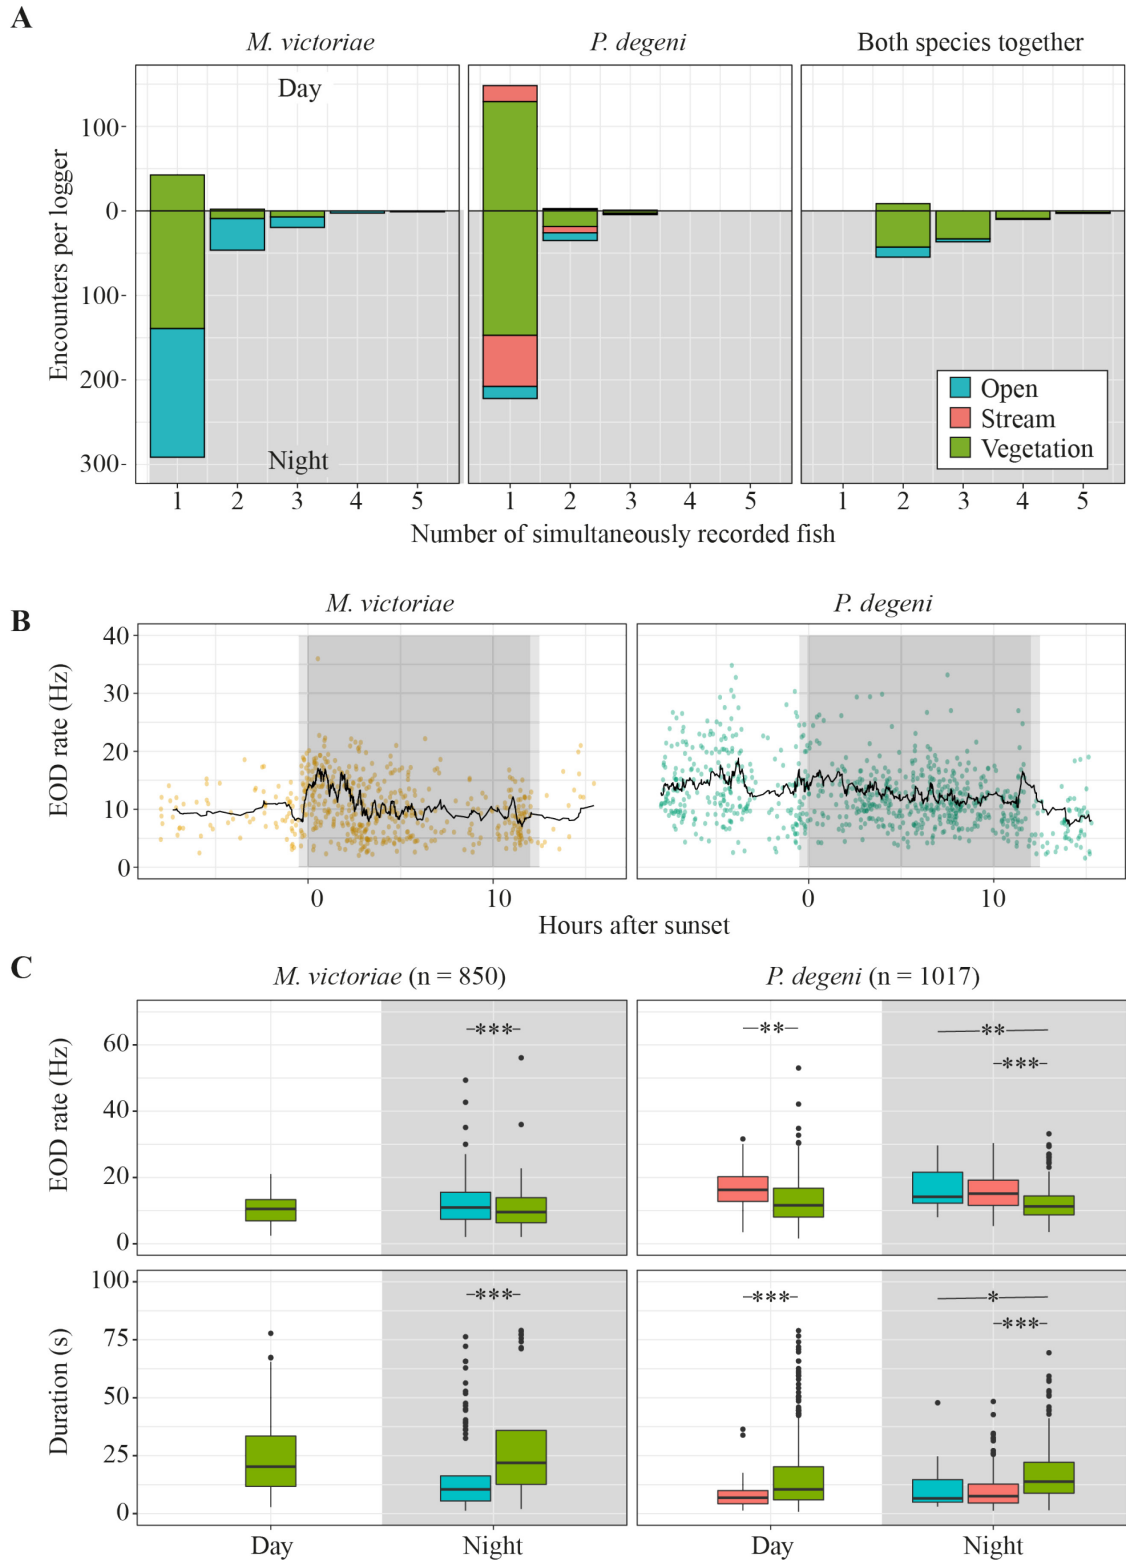 A
M. victoriae P. degeni Both species together
Day
Encounters per logger
100-
0-
100-
200-
300-
Night
Open
Stream
Vegetation
1 2 3 4 5 1 2 3 4 5 1 2 3 4 5
Number of simultaneously recorded fish
B
M. victoriae P. degeni
EOD rate (Hz)
40
30
20
10
0
0 10 0 10
Hours after sunset
C
M. victoriae (n = 850) P. degeni (n = 1017)
EOD rate (Hz)
60
40
20
0
*** ** **
***
Duration (s)
100
75
50
25
0
*** *** *
***
Day Night Day Night